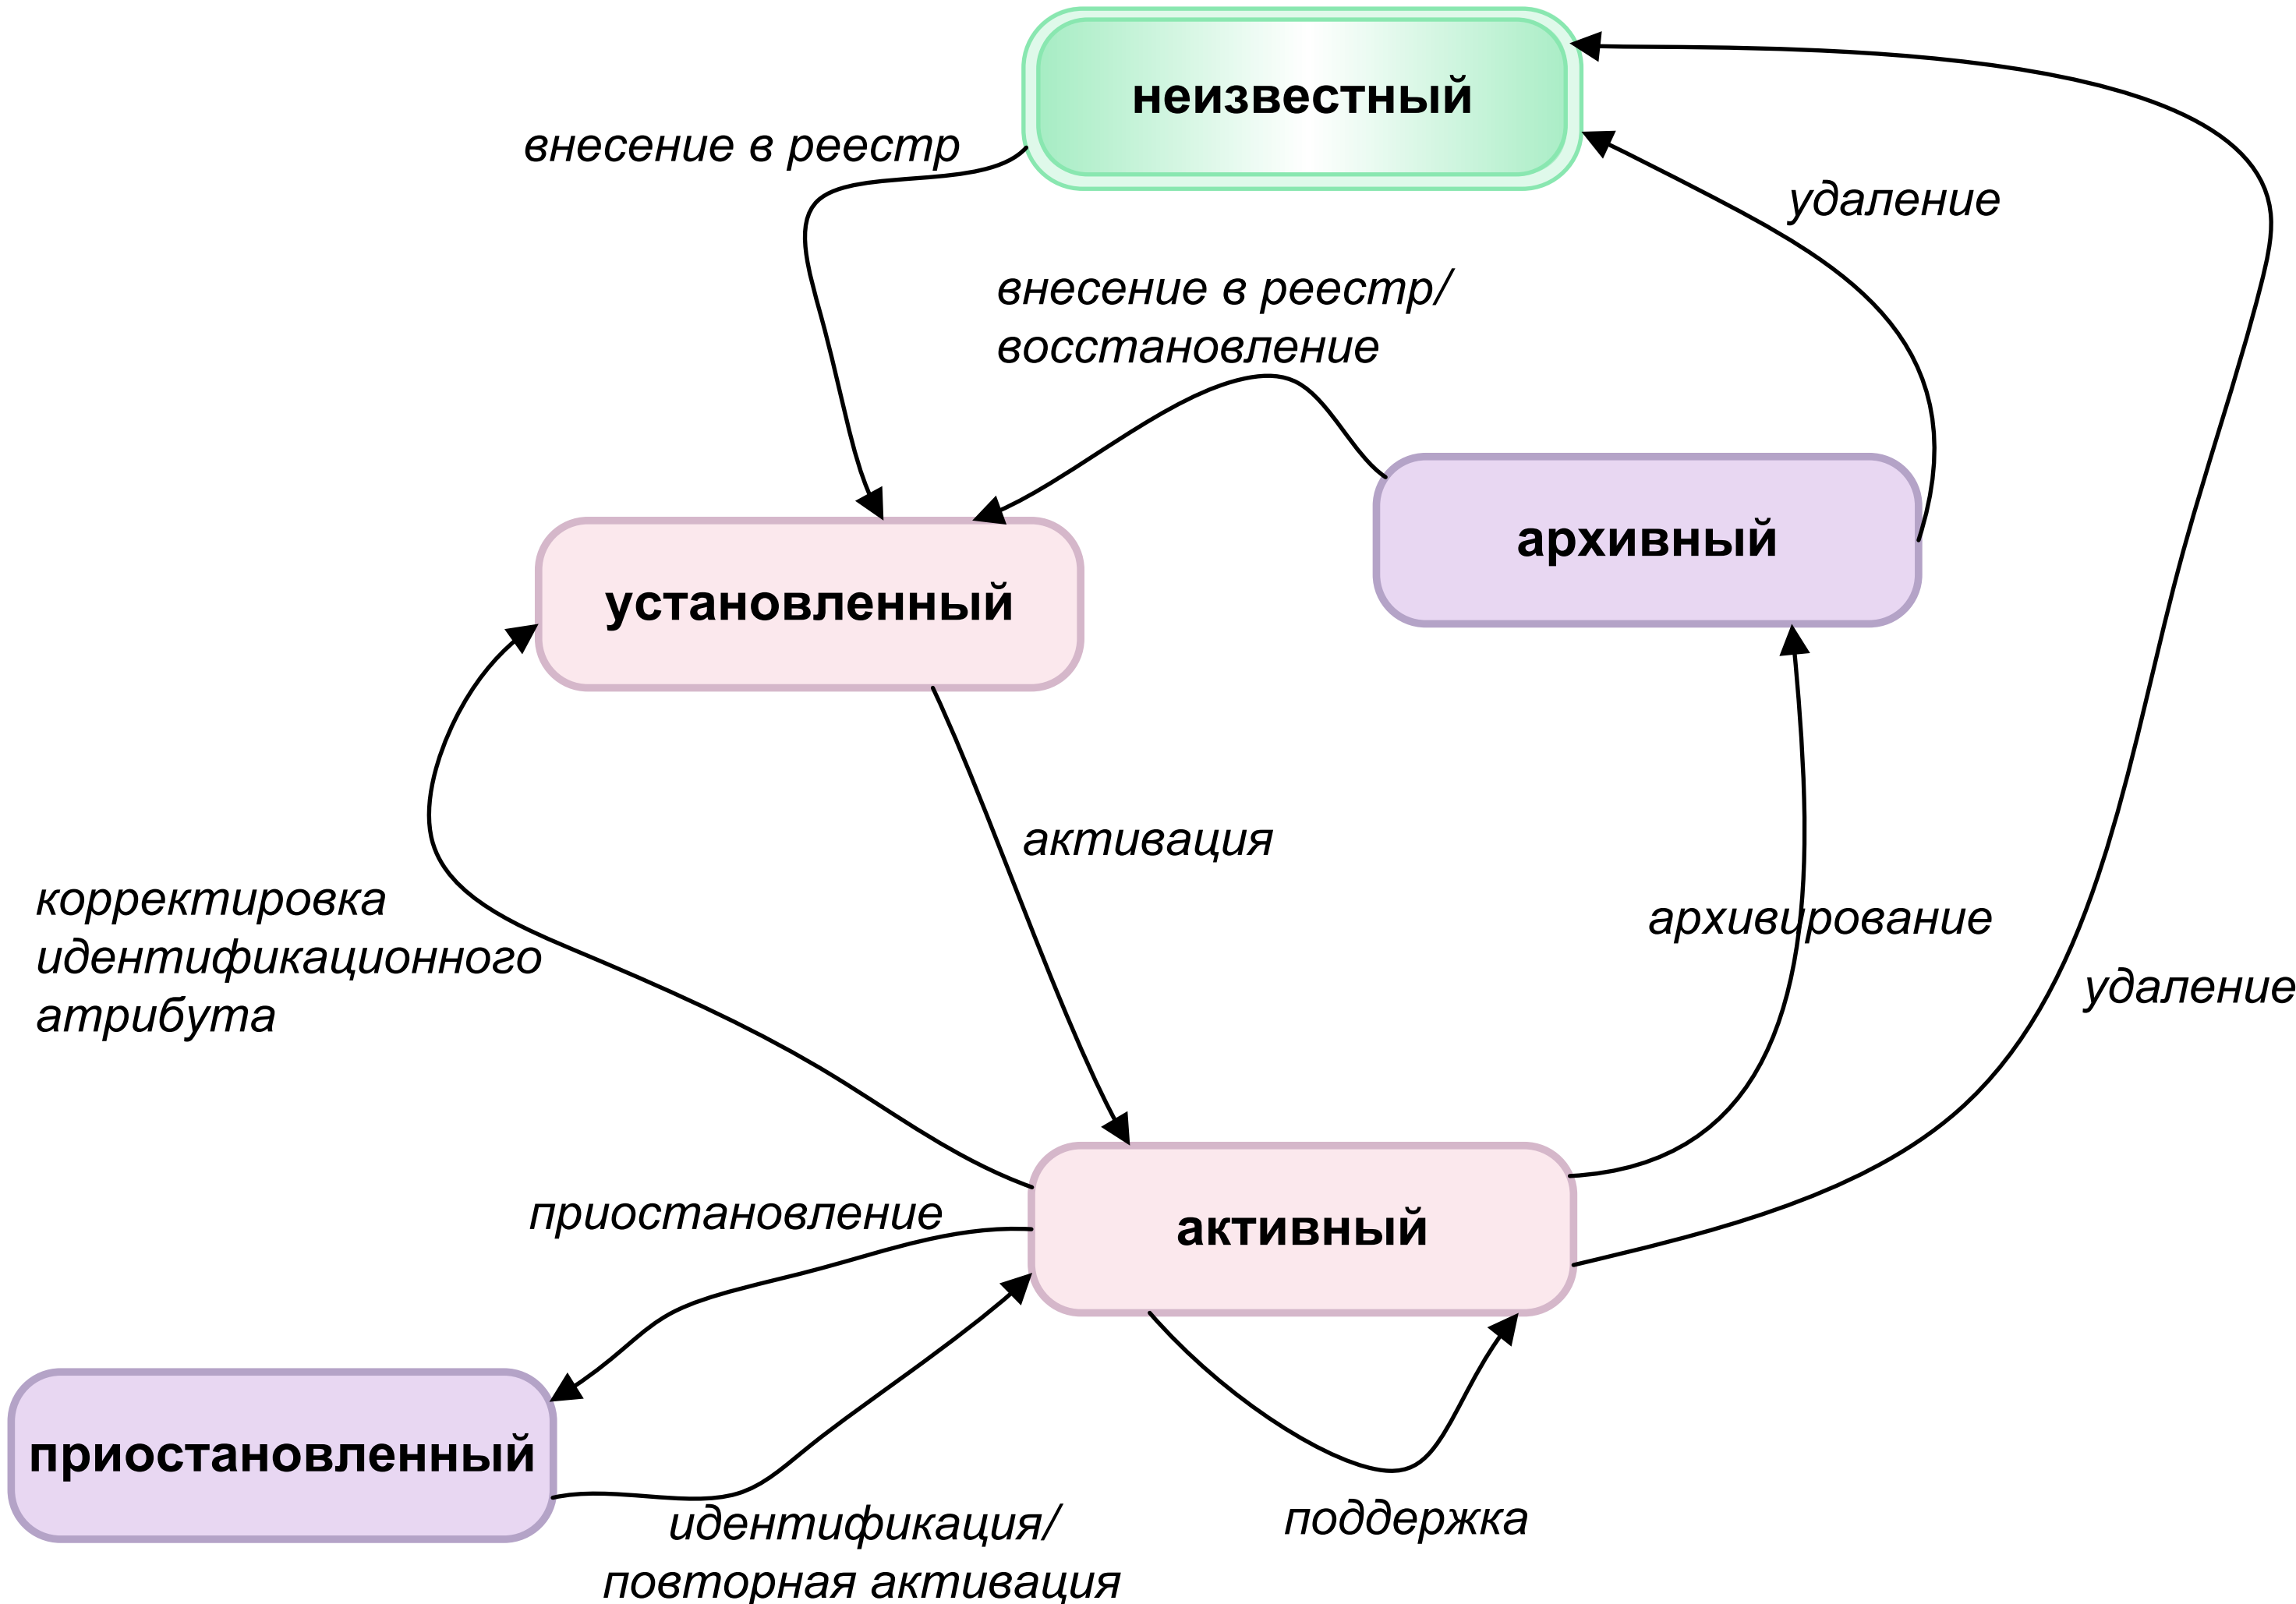 неизвестный
внесение в реестр
удаление
внесение в реестр/
восстановление
архивный
установленный
активация
корректировка
идентификационного
атрибута
архивирование
удаление
приостановление
активный
приостановленный
идентификация/
повторная активация
поддержка